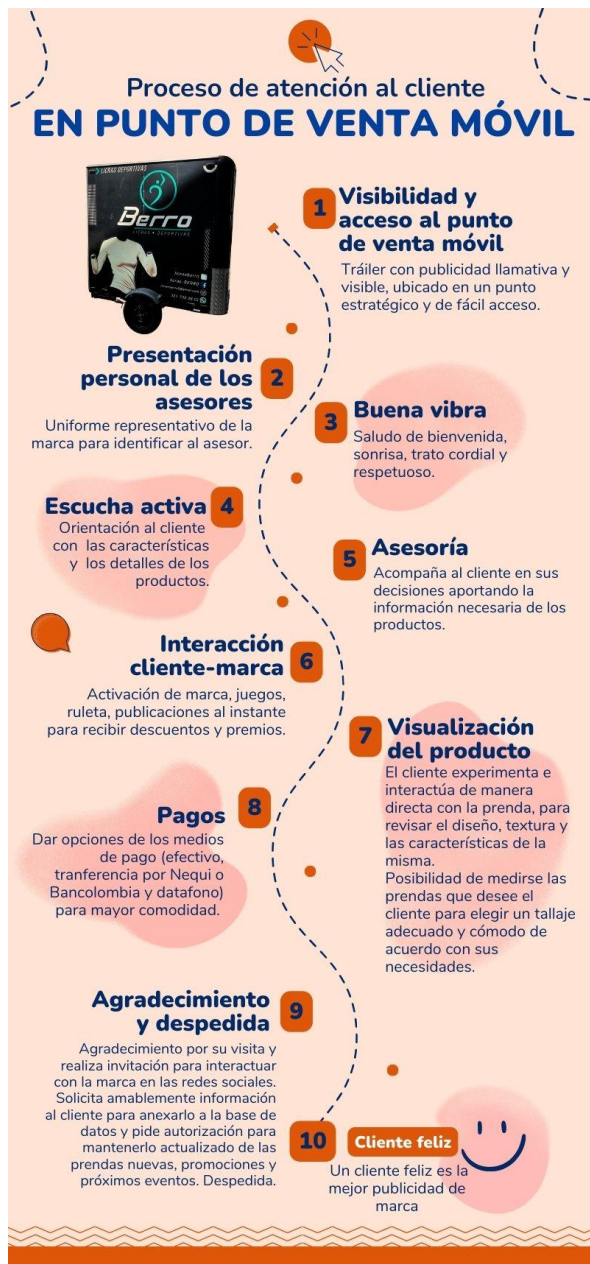 Proceso de atención al cliente
EN PUNTO DE VENTA MÓVIL
LICRAS DEPORTIVAS
Berro
LICRAS • DEPORTIVAS
1
Visibilidad y
acceso al punto
de venta móvil
Tráiler con publicidad llamativa y
visible, ubicado en un punto
estratégico y de fácil acceso.
2
Presentación
personal de los
asesores
Uniforme representativo de la
marca para identificar al asesor.
3
Buena vibra
Saludo de bienvenida,
sonrisa, trato cordial y
respetuoso.
4
Escucha activa
Orientación al cliente
con las características
y los detalles de los
productos.
5
Asesoría
Acompaña al cliente en sus
decisiones aportando la
información necesaria de los
productos.
6
Interacción
cliente-marca
Activación de marca, juegos,
ruleta, publicaciones al instante
para recibir descuentos y premios.
7
Visualización
del producto
El cliente experimenta e
interactúa de manera
directa con la prenda, para
revisar el diseño, textura y
las características de la
misma.
Posibilidad de medirse las
prendas que desee el
cliente para elegir un tallaje
adecuado y cómodo de
acuerdo con sus
necesidades.
8
Pagos
Dar opciones de los medios
de pago (efectivo,
tranferencia por Nequi o
Bancolombia y datafono)
para mayor comodidad.
9
Agradecimiento
y despedida
Agradecimiento por su visita y
realiza invitación para interactuar
con la marca en las redes sociales.
Solicita amablemente información
al cliente para anexarlo a la base de
datos y pide autorización para
mantenerlo actualizado de las
prendas nuevas, promociones y
próximos eventos. Despedida.
10
Cliente feliz
Un cliente feliz es la
mejor publicidad de
marca